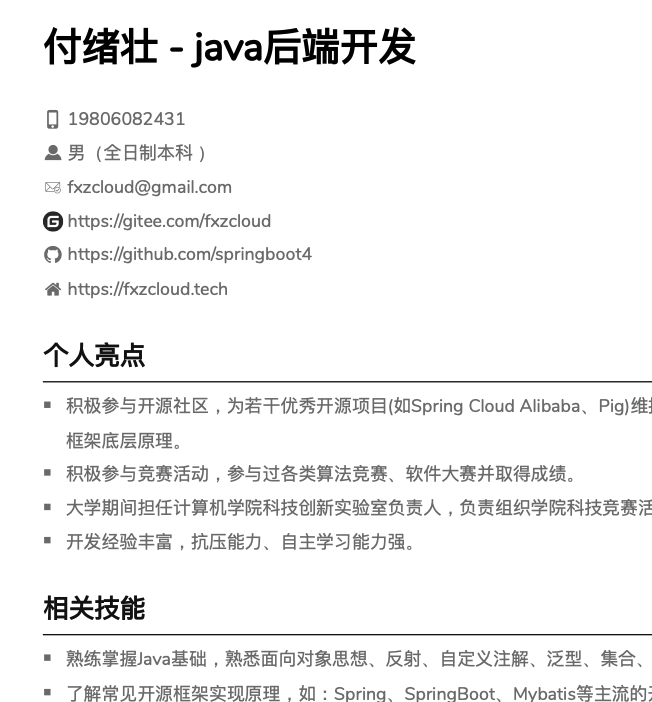 付绪壮 - java后端开发
19806082431
男（全日制本科 ）
fxzcloud@gmail.com
https://gitee.com/fxzcloud
https://github.com/springboot4
https://fxzcloud.tech
个人亮点
积极参与开源社区，为若干优秀开源项目(如Spring Cloud Alibaba、Pig)维
框架底层原理。
积极参与竞赛活动，参与过各类算法竞赛、软件大赛并取得成绩。
大学期间担任计算机学院科技创新实验室负责人，负责组织学院科技竞赛活
开发经验丰富，抗压能力、自主学习能力强。
相关技能
熟练掌握Java基础，熟悉面向对象思想、反射、自定义注解、泛型、集合、
了解常见开源框架实现原理，如：Spring、SpringBoot、Mybatis等主流的